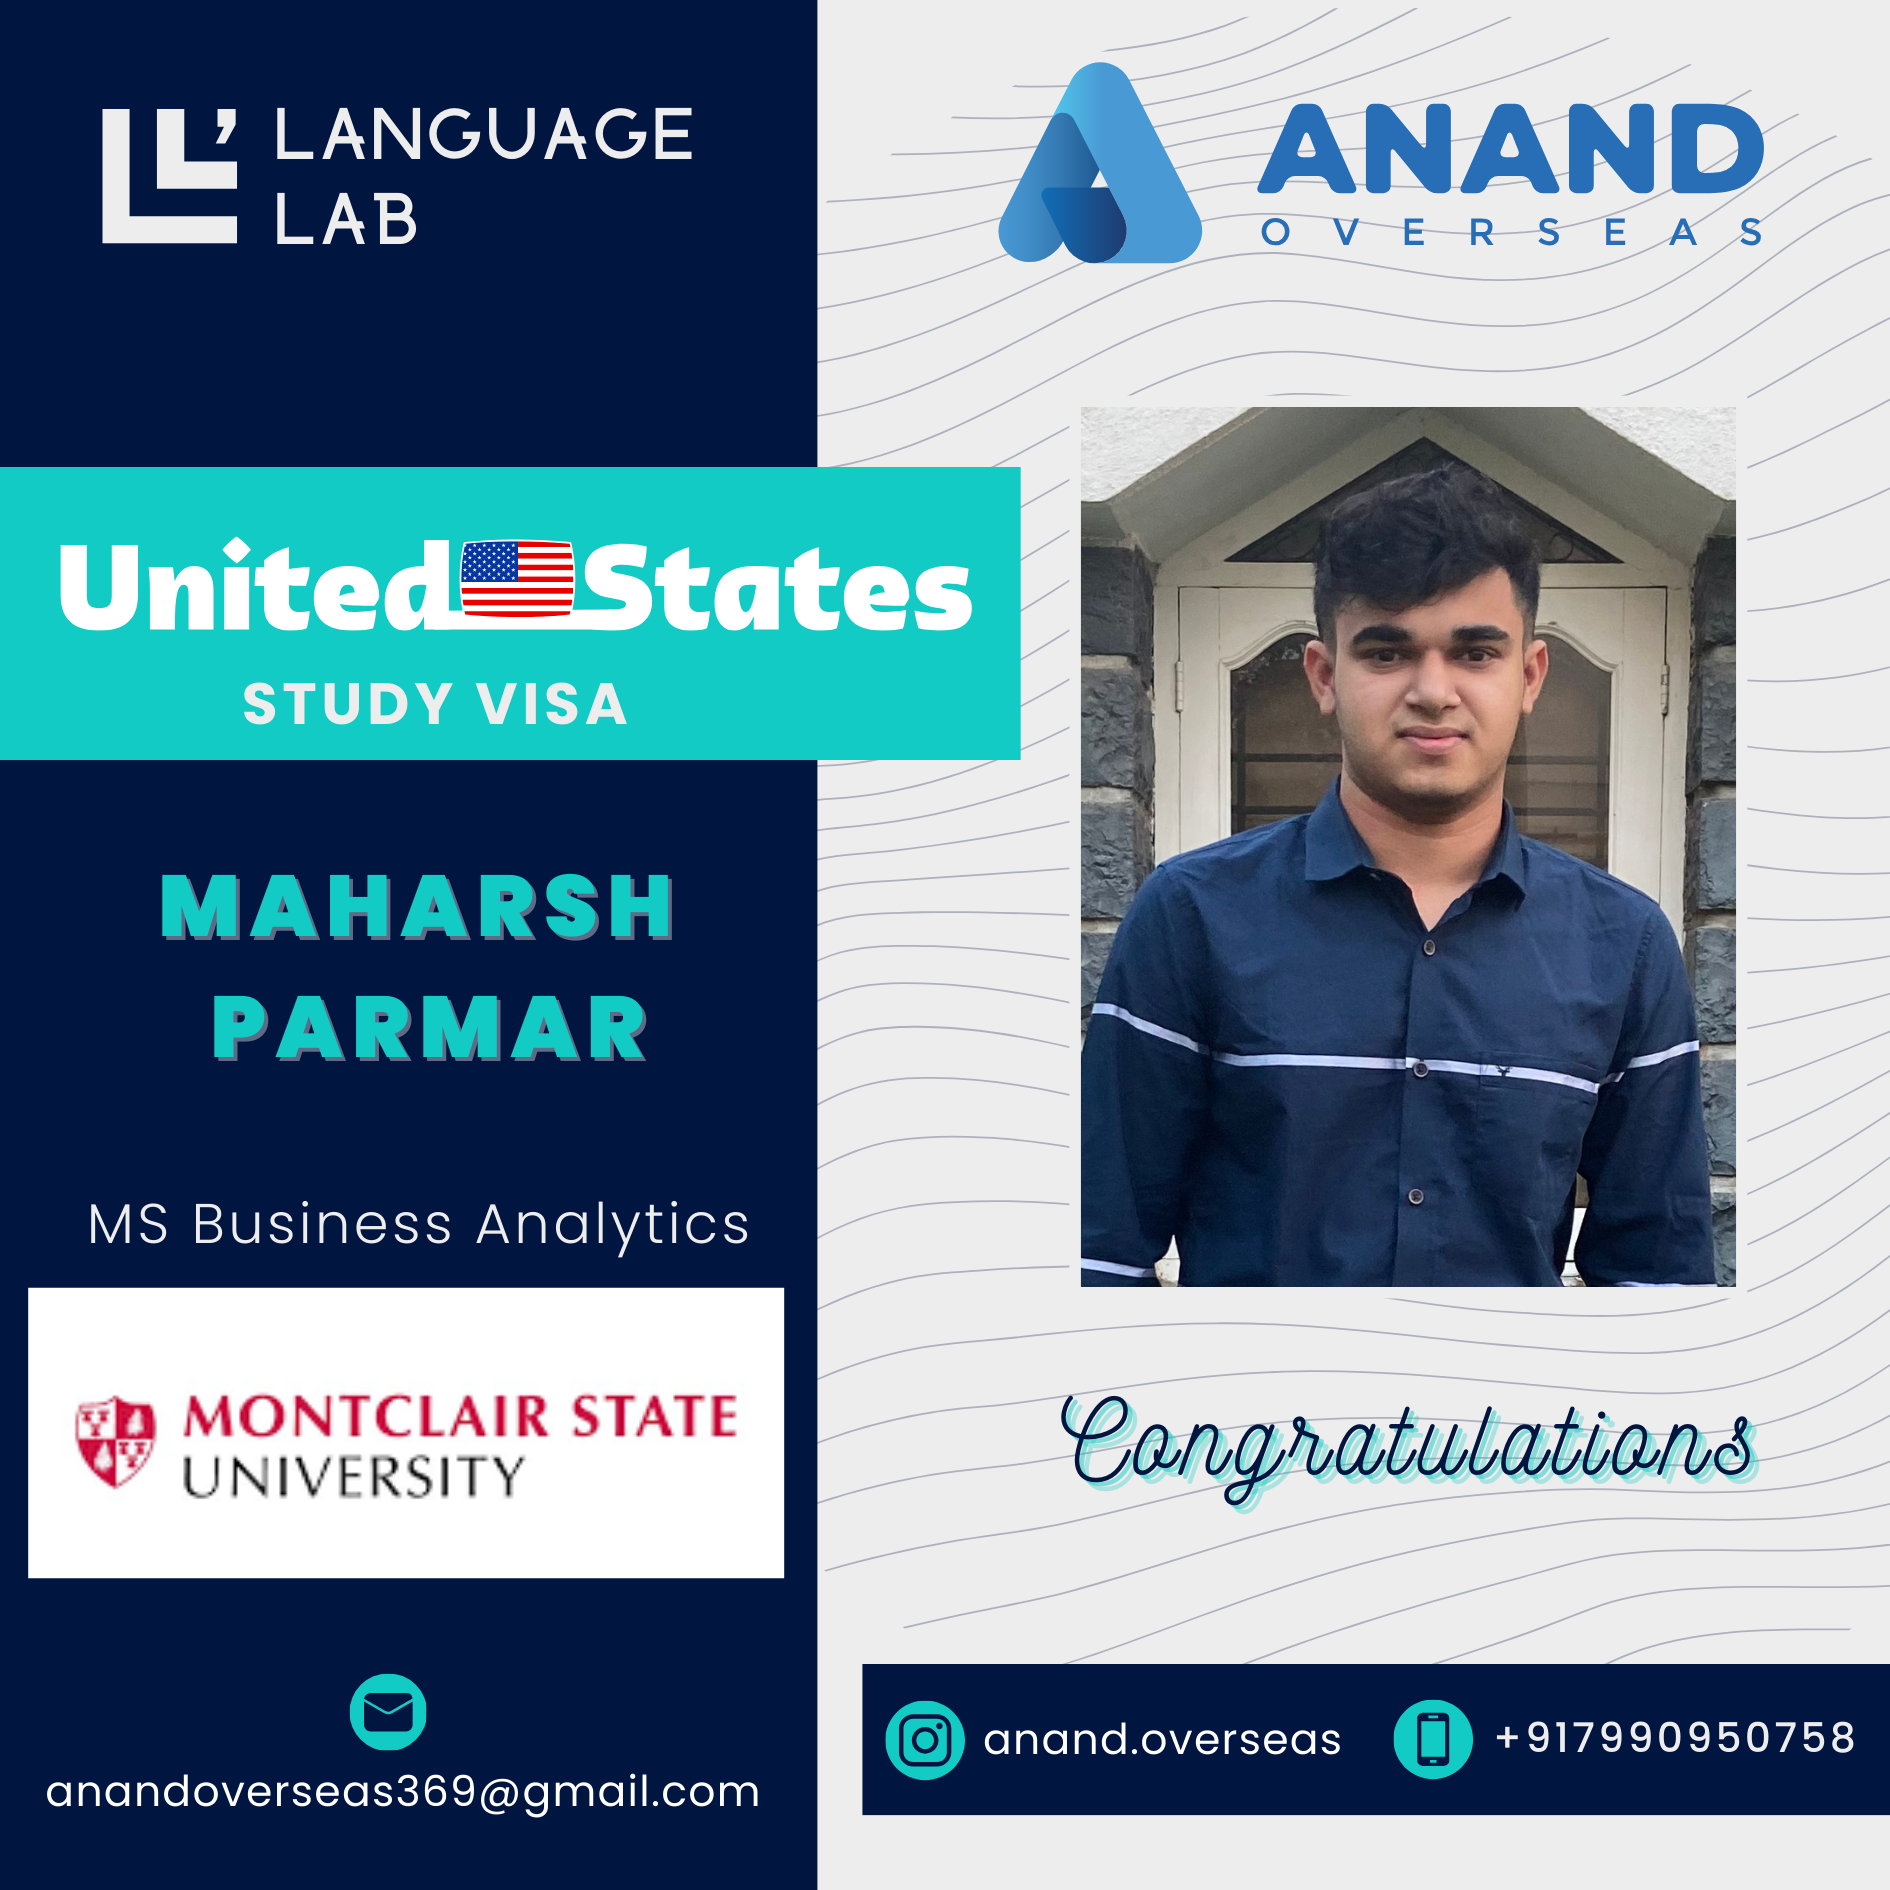 LL' LANGUAGE
LAB
ANAND
OVERSEAS
United States
STUDY VISA
MAHARSH
PARMAR
MS Business Analytics
MONTCLAIR STATE
UNIVERSITY
Congratulations
anandoverseas369@gmail.com
anand.overseas
+917990950758